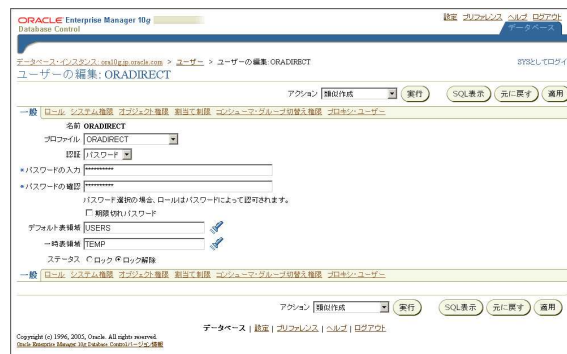 ORACLE Enterprise Manager 10g
Database Control
設定 プリファレンス ヘルプ ログアウト
データベース
データベース・インスタンス: ora10g.jp.oracle.com > ユーザー > ユーザーの編集: ORADIRECT
SYSとしてログイ
ユーザーの編集: ORADIRECT
アクション 類似作成 実行 SQL表示 元に戻す 適用
一般 ロール システム権限 オブジェクト権限 割当て制限 コンシューマ・グループ切替え権限 プロキシ・ユーザー
名前 ORADIRECT
プロファイル ORADIRECT
認証 パスワード
*パスワードの入力 **********
*パスワードの確認 **********
パスワード選択の場合、ロールはパスワードによって認可されます。
期限切れパスワード
デフォルト表領域 USERS
一時表領域 TEMP
ステータス ロック ロック解除
一般 ロール システム権限 オブジェクト権限 割当て制限 コンシューマ・グループ切替え権限 プロキシ・ユーザー
アクション 類似作成 実行 SQL表示 元に戻す 適用
データベース | 設定 | プリファレンス | ヘルプ | ログアウト
Copyright (c) 1996, 2005, Oracle. All rights reserved.
Oracle Enterprise Manager 10g Database Controlバージョン情報